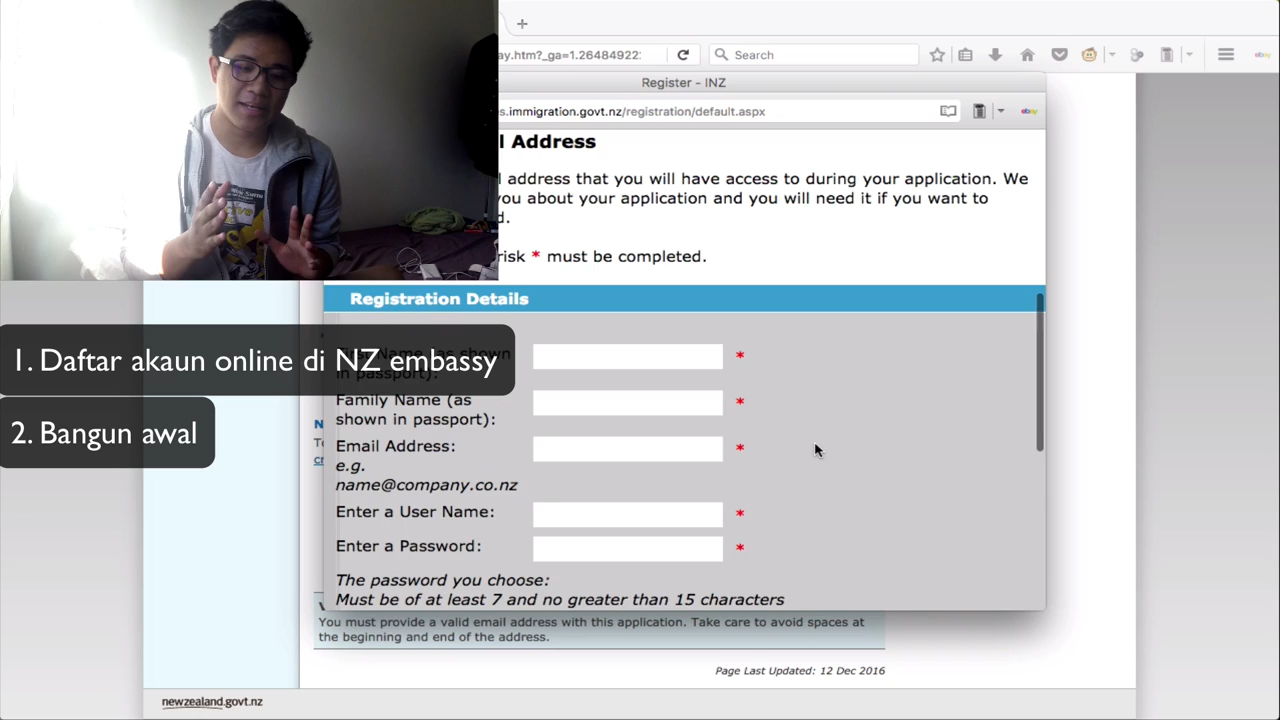 ay.htm?_ga=1.26484922
Search
ebay
Register - INZ
s.immigration.govt.nz/registration/default.aspx
ebay
l Address
l address that you will have access to during your application. We
you about your application and you will need it if you want to
d.
risk * must be completed.
Registration Details
1. Daftar akaun online di NZ embassy
in passport):
*
2. Bangun awal
Family Name (as
shown in passport):
*
Email Address:
*
e.g.
name@company.co.nz
Enter a User Name:
*
Enter a Password:
*
The password you choose:
Must be of at least 7 and no greater than 15 characters
You must provide a valid email address with this application. Take care to avoid spaces at
the beginning and end of the address.
Page Last Updated: 12 Dec 2016
newzealand.govt.nz